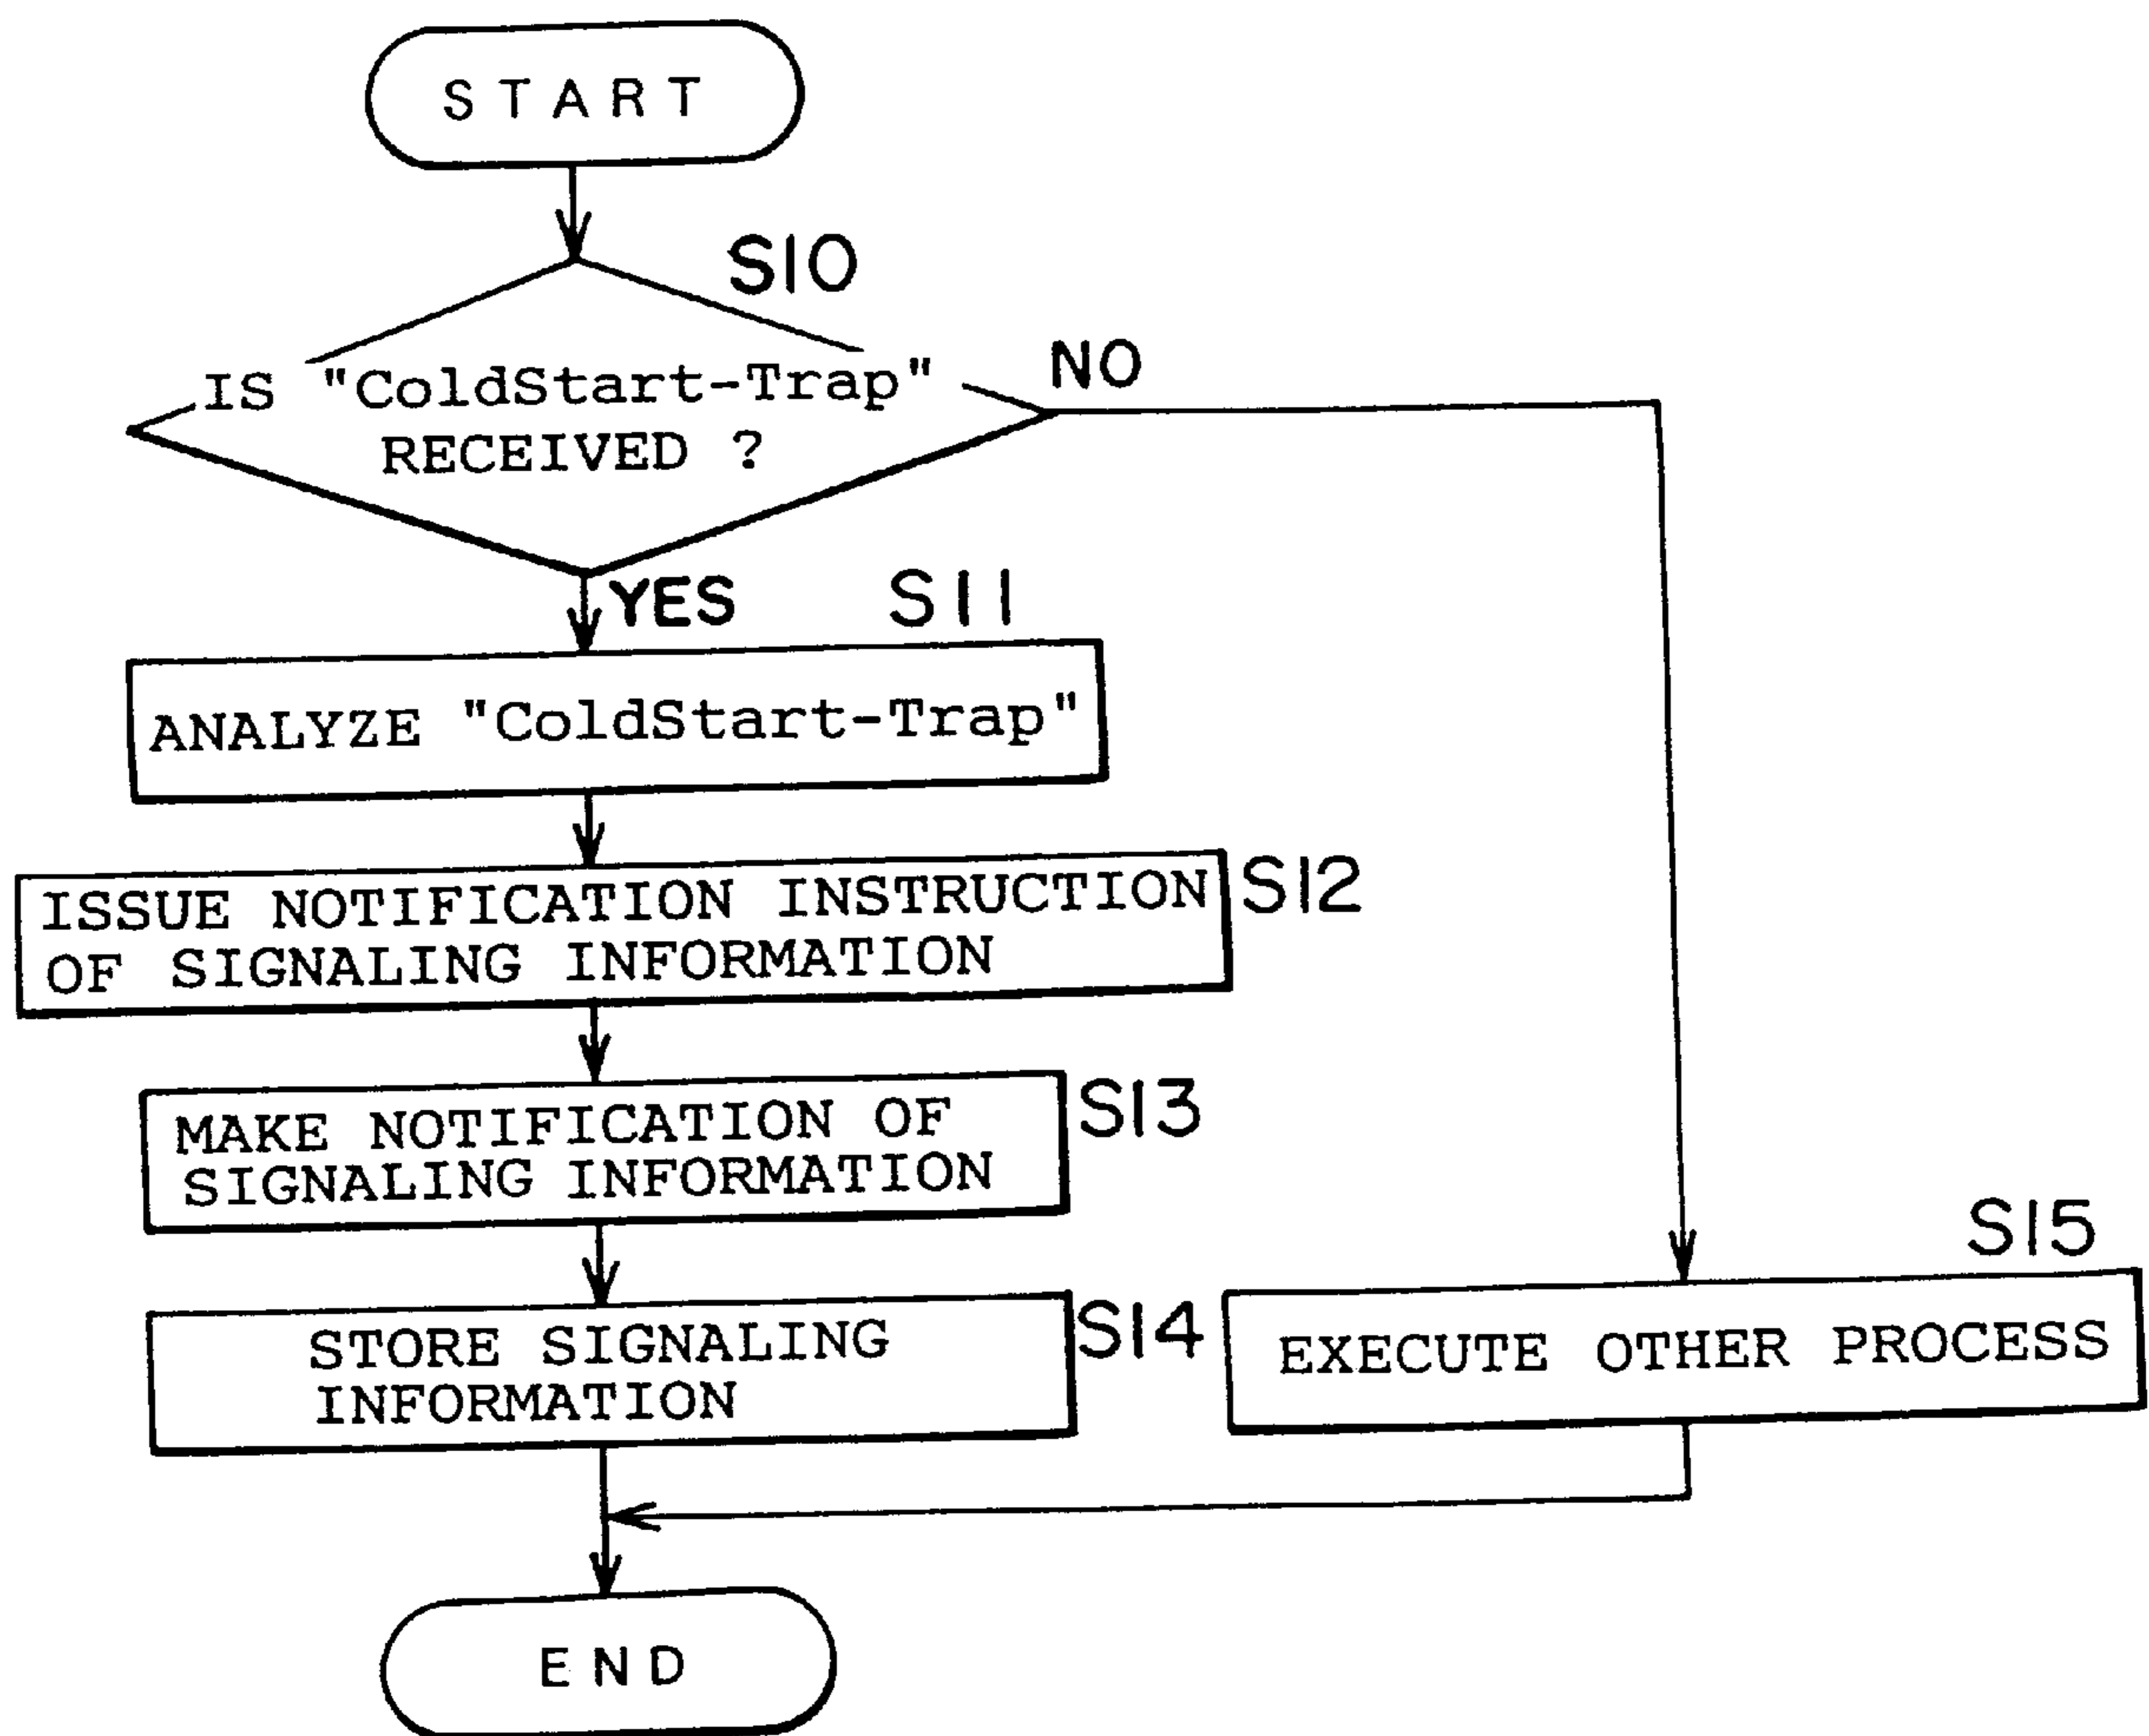 START
S10
IS "ColdStart-Trap"
RECEIVED ?
NO
YES
S11
ANALYZE "ColdStart-Trap"
ISSUE NOTIFICATION INSTRUCTION
OF SIGNALING INFORMATION
S12
MAKE NOTIFICATION OF
SIGNALING INFORMATION
S13
STORE SIGNALING
INFORMATION
S14
S15
EXECUTE OTHER PROCESS
END